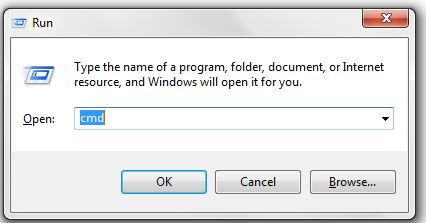 Run
Type the name of a program, folder, document, or Internet
resource, and Windows will open it for you.
Open: cmd
OK Cancel Browse...